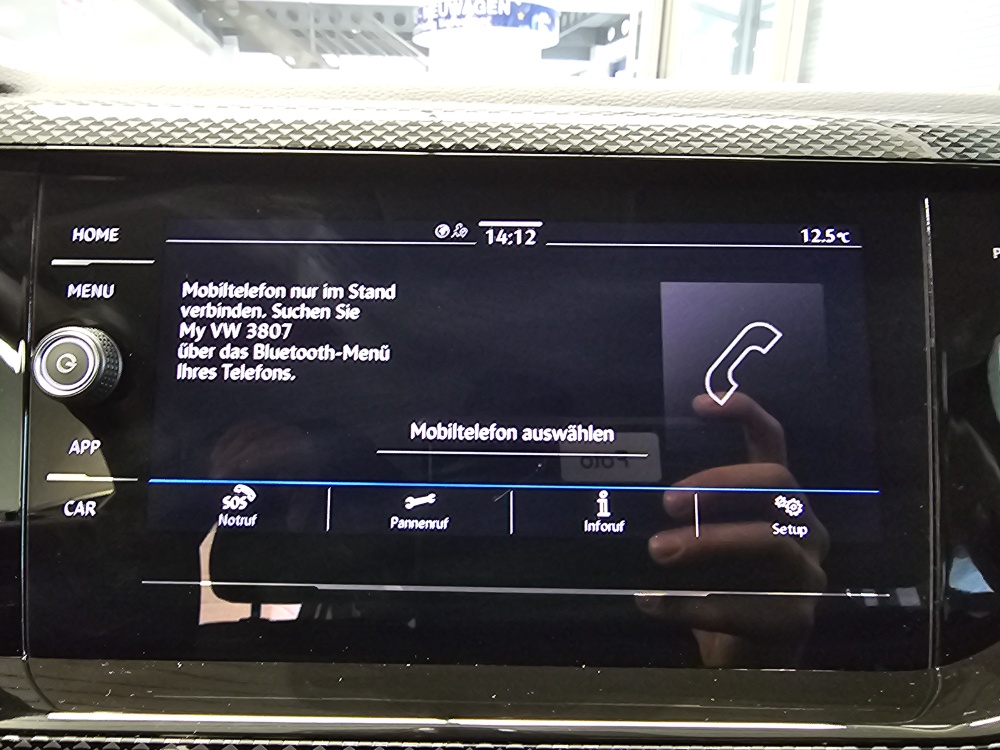 EUWAGEN
HOME
14:12
12.5°C
MENU
Mobiltelefon nur im Stand
verbinden. Suchen Sie
My VW 3807
über das Bluetooth-Menü
Ihres Telefons.
Mobiltelefon auswählen
APP
CAR
SOS
Notruf
Pannenruf
Inforuf
Setup